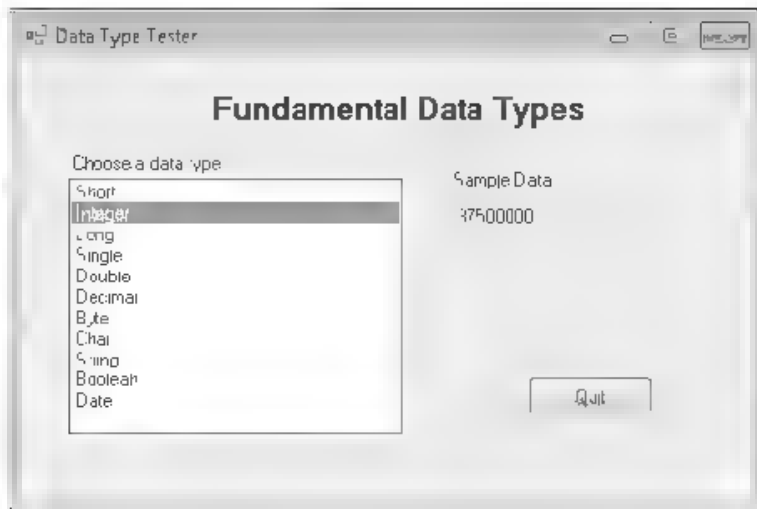 Data Type Tester
Fundamental Data Types
Choose a data type
Sample Data
Short
37500000
Integer
Long
Single
Double
Decimal
Byte
Char
String
Boolean
Date
Quit